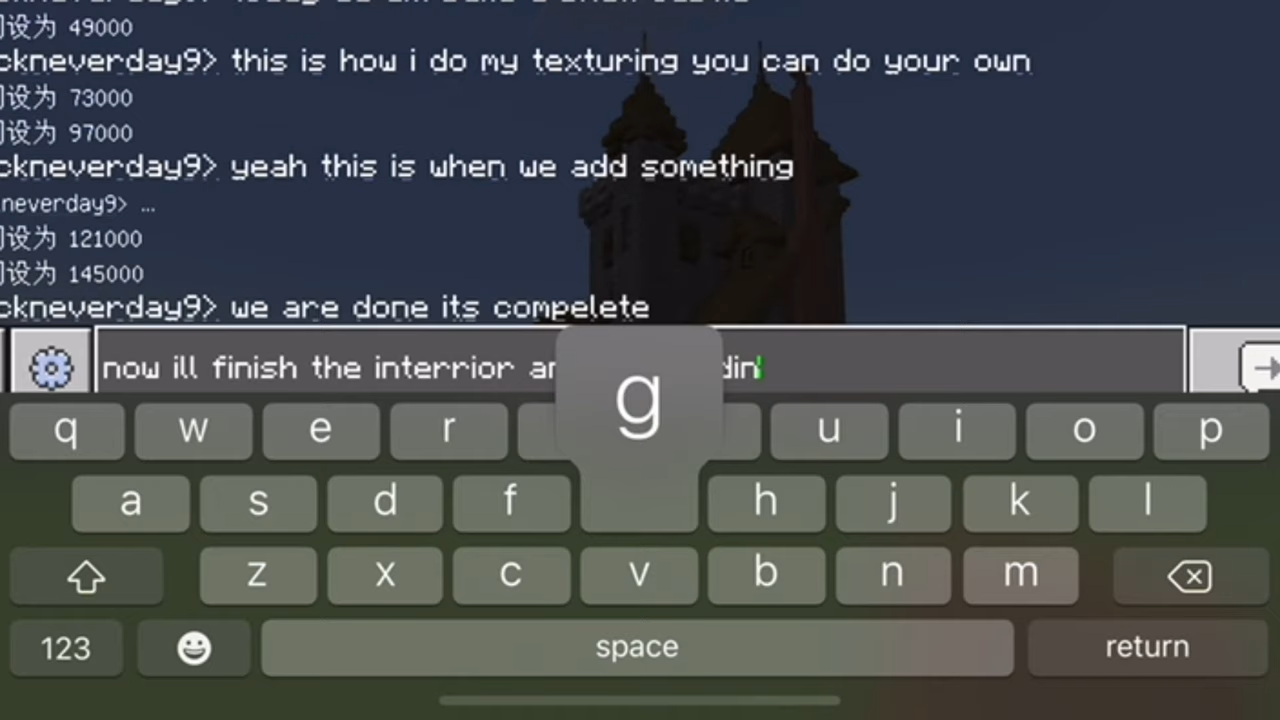 设为 49000
ckneverday9> this is how i do my texturing you can do your own
设为 73000
设为 97000
ckneverday9> yeah this is when we add something
neverday9> ...
设为 121000
设为 145000
ckneverday9> we are done its compelete
now ill finish the interrior an din
g
q w e r u i o p
a s d f h j k l
z x c v b n m
123 space return